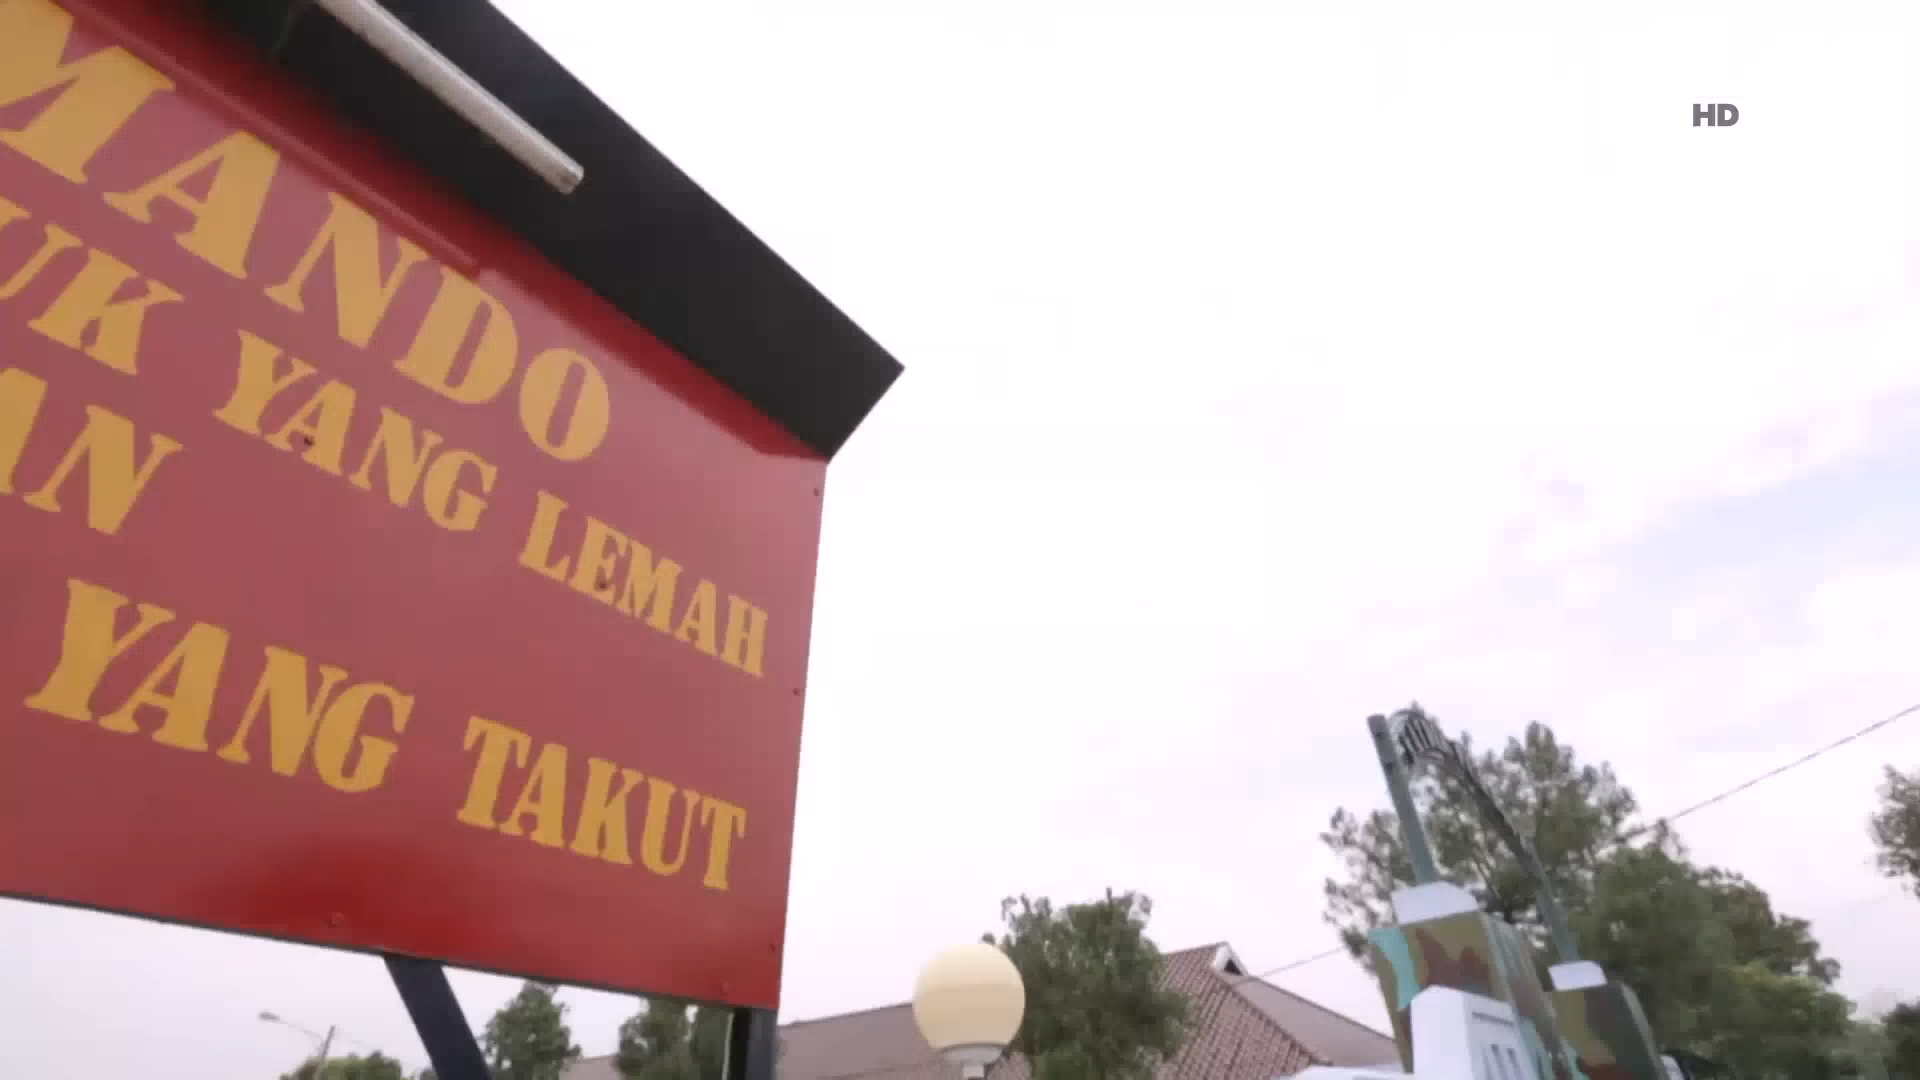 MANDO
UK YANG LEMAH
AN
YANG TAKUT
HD